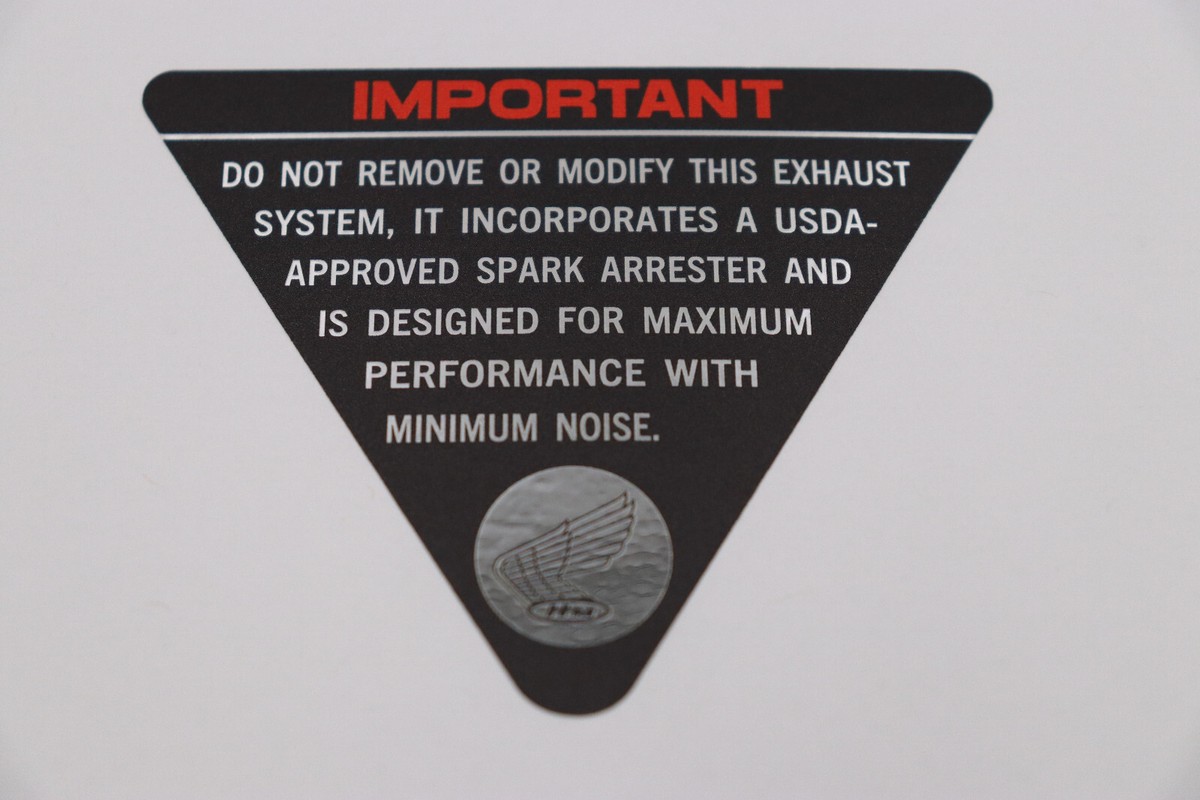 IMPORTANT
DO NOT REMOVE OR MODIFY THIS EXHAUST
SYSTEM, IT INCORPORATES A USDA-
APPROVED SPARK ARRESTER AND
IS DESIGNED FOR MAXIMUM
PERFORMANCE WITH
MINIMUM NOISE.